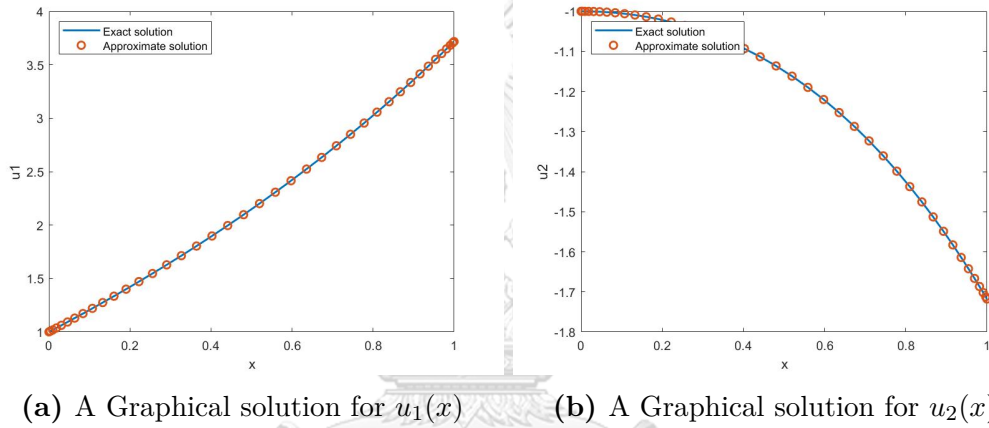 4
3.5
3
2.5
2
1.5
1
u1
0
0.2
0.4
0.6
0.8
1
x
Exact solution
Approximate solution
-1
-1.1
-1.2
-1.3
-1.4
-1.5
-1.6
-1.7
-1.8
u2
0
0.2
0.4
0.6
0.8
1
x
Exact solution
Approximate solution
(a) A Graphical solution for u₁(x)
(b) A Graphical solution for u₂(x)